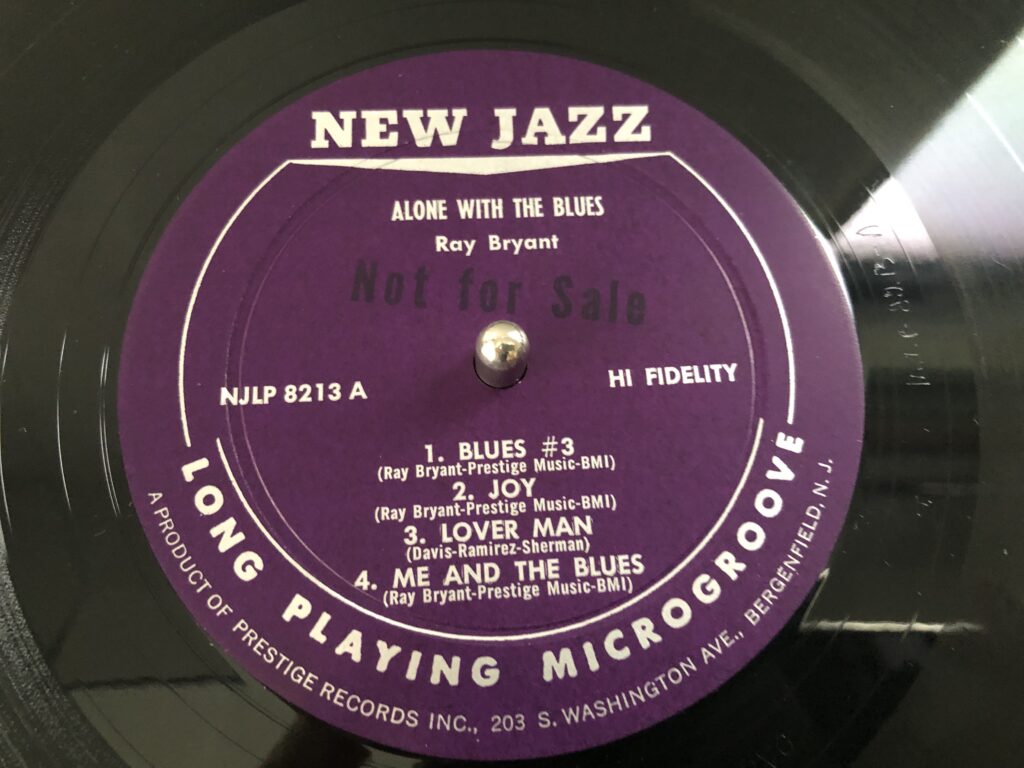 NEW JAZZ
ALONE WITH THE BLUES
Ray Bryant
Not for Sale
NJLP 8213 A
HI FIDELITY
1. BLUES #3
(Ray Bryant-Prestige Music-BMI)
2. JOY
(Ray Bryant-Prestige Music-BMI)
3. LOVER MAN
(Davis-Ramirez-Sherman)
4. ME AND THE BLUES
(Ray Bryant-Prestige Music-BMI)
LONG PLAYING MICROGROOVE
A PRODUCT OF PRESTIGE RECORDS INC., 203 S. WASHINGTON AVE., BERGENFIELD, N. J.